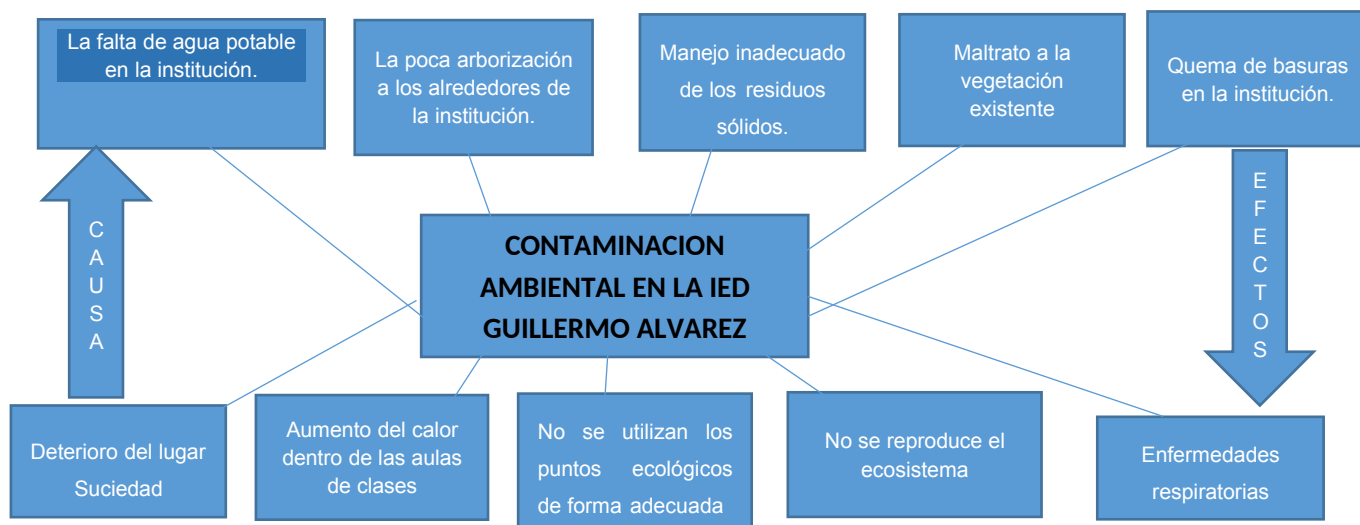 La falta de agua potable
en la institución.
La poca arborización
a los alrededores de
la institución.
Manejo inadecuado
de los residuos
sólidos.
Maltrato a la
vegetación
existente
Quema de basuras
en la institución.
CAUSA
CONTAMINACION
AMBIENTAL EN LA IED
GUILLERMO ALVAREZ
EFECTOS
Deterioro del lugar
Suciedad
Aumento del calor
dentro de las aulas
de clases
No se utilizan los
puntos ecológicos
de forma adecuada
No se reproduce el
ecosistema
Enfermedades
respiratorias